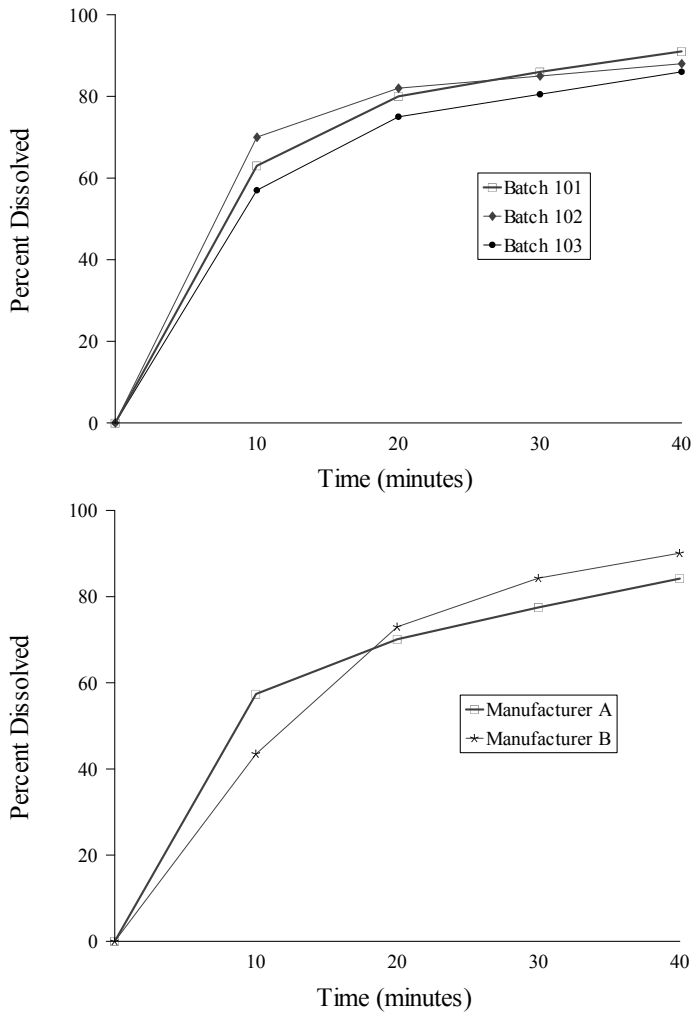 100
80
60
40
20
0
Percent Dissolved
Batch 101
Batch 102
Batch 103
10 20 30 40
Time (minutes)
100
80
60
40
20
0
Percent Dissolved
Manufacturer A
Manufacturer B
10 20 30 40
Time (minutes)